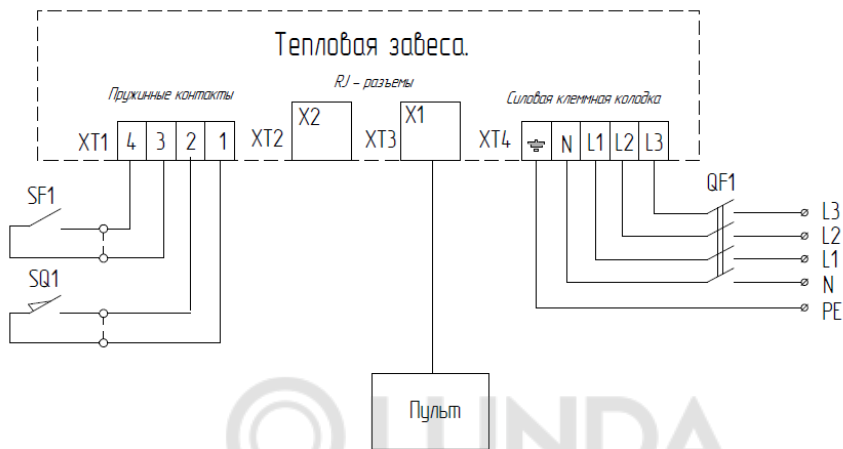 Тепловая завеса.
RJ - разъемы
Пружинные контакты
Силовая клеммная колодка
XT1 4 3 2 1 XT2 X2 XT3 X1 XT4 N L1 L2 L3
SF1
QF1
L3
L2
L1
N
PE
SQ1
Пульт
LUNDA